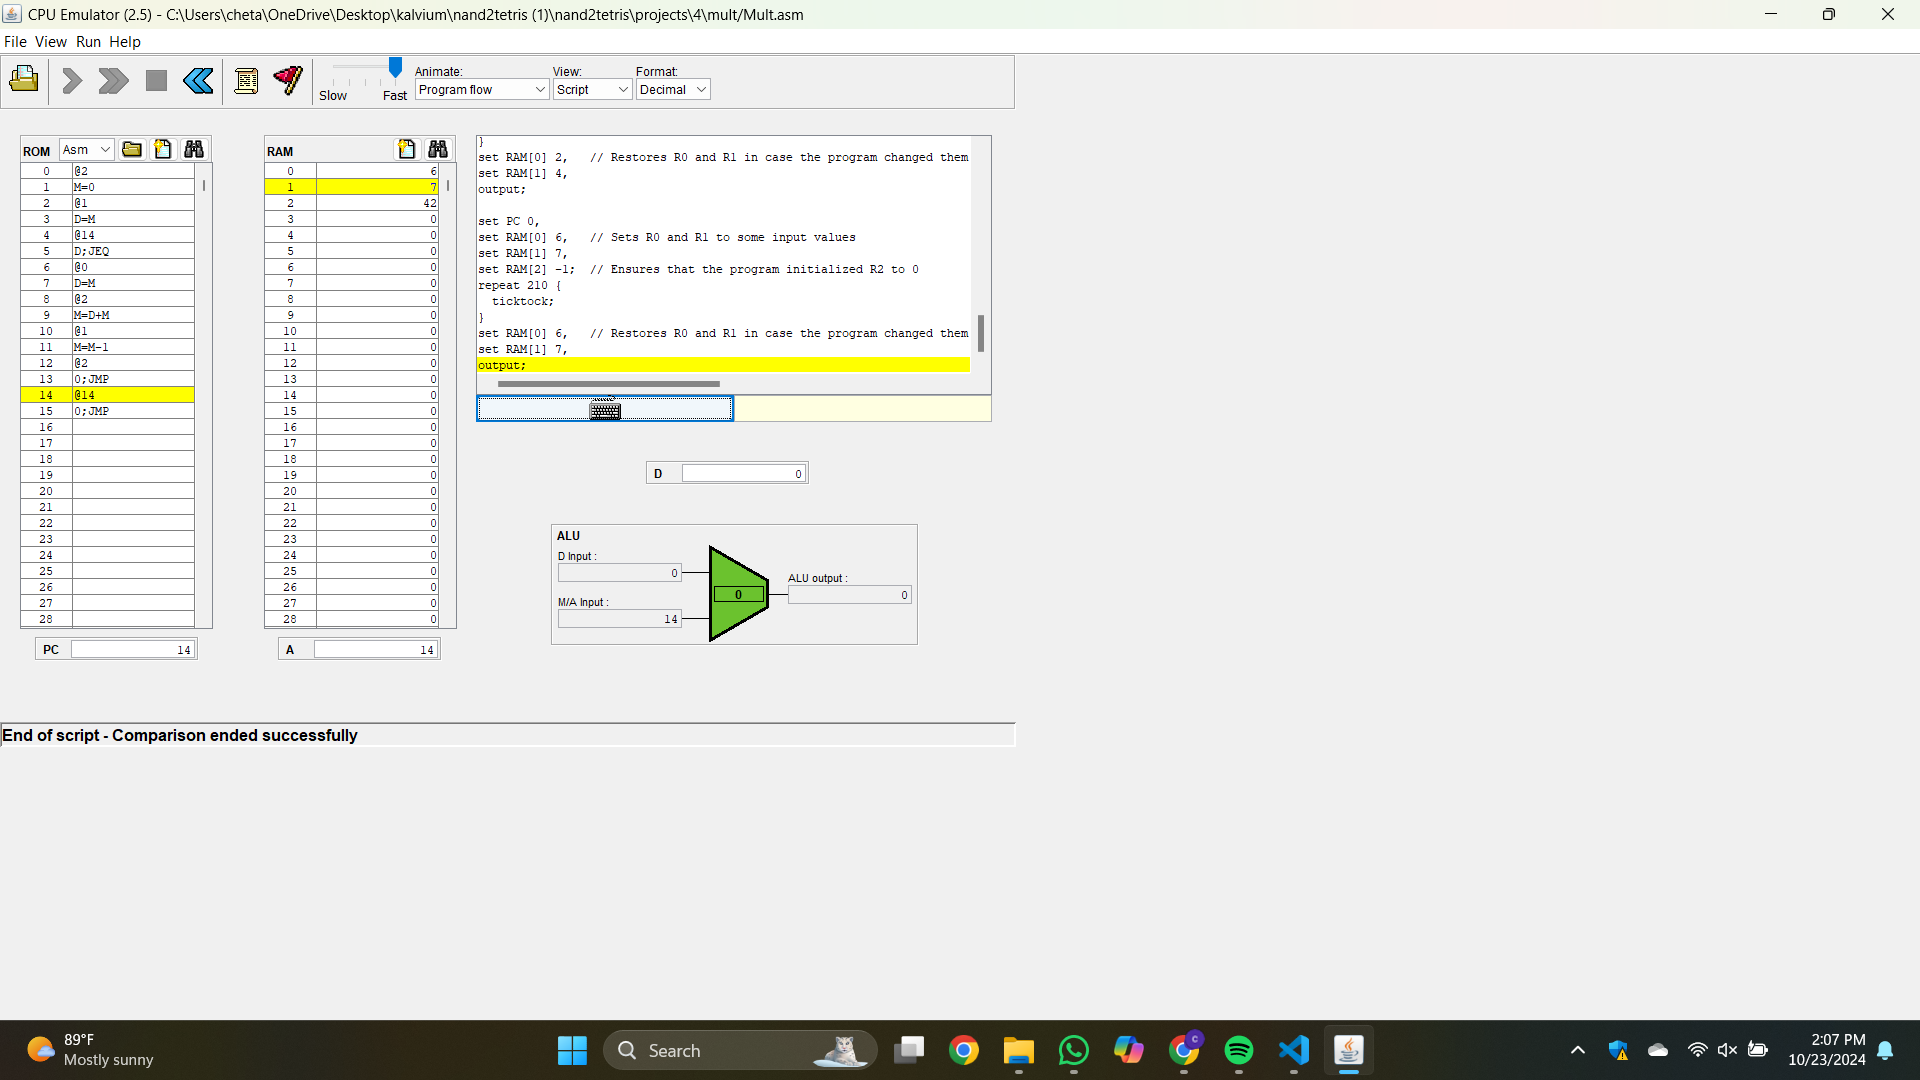 CPU Emulator (2.5) - C:\Users\cheta\OneDrive\Desktop\kalvium\nand2tetris (1)\nand2tetris\projects\4\mult/Mult.asm
File View Run Help
Slow Fast
Animate: View: Format:
Program flow Script Decimal
ROM Asm
0 @2
1 M=0
2 @1
3 D=M
4 @14
5 D;JEQ
6 @0
7 D=M
8 @2
9 M=D+M
10 @1
11 M=M-1
12 @2
13 0;JMP
14 @14
15 0;JMP
16
17
18
19
20
21
22
23
24
25
26
27
28
PC 14
RAM
0 6
1 7
2 42
3 0
4 0
5 0
6 0
7 0
8 0
9 0
10 0
11 0
12 0
13 0
14 0
15 0
16 0
17 0
18 0
19 0
20 0
21 0
22 0
23 0
24 0
25 0
26 0
27 0
28 0
A 14
}
set RAM[0] 2, // Restores R0 and R1 in case the program changed them
set RAM[1] 4,
output;
set PC 0,
set RAM[0] 6, // Sets R0 and R1 to some input values
set RAM[1] 7,
set RAM[2] -1; // Ensures that the program initialized R2 to 0
repeat 210 {
ticktock;
}
set RAM[0] 6, // Restores R0 and R1 in case the program changed them
set RAM[1] 7,
output;
D 0
ALU
D Input :
0
M/A Input :
14
0
ALU output :
0
End of script - Comparison ended successfully
89°F
Mostly sunny
Search
C
2:07 PM
10/23/2024